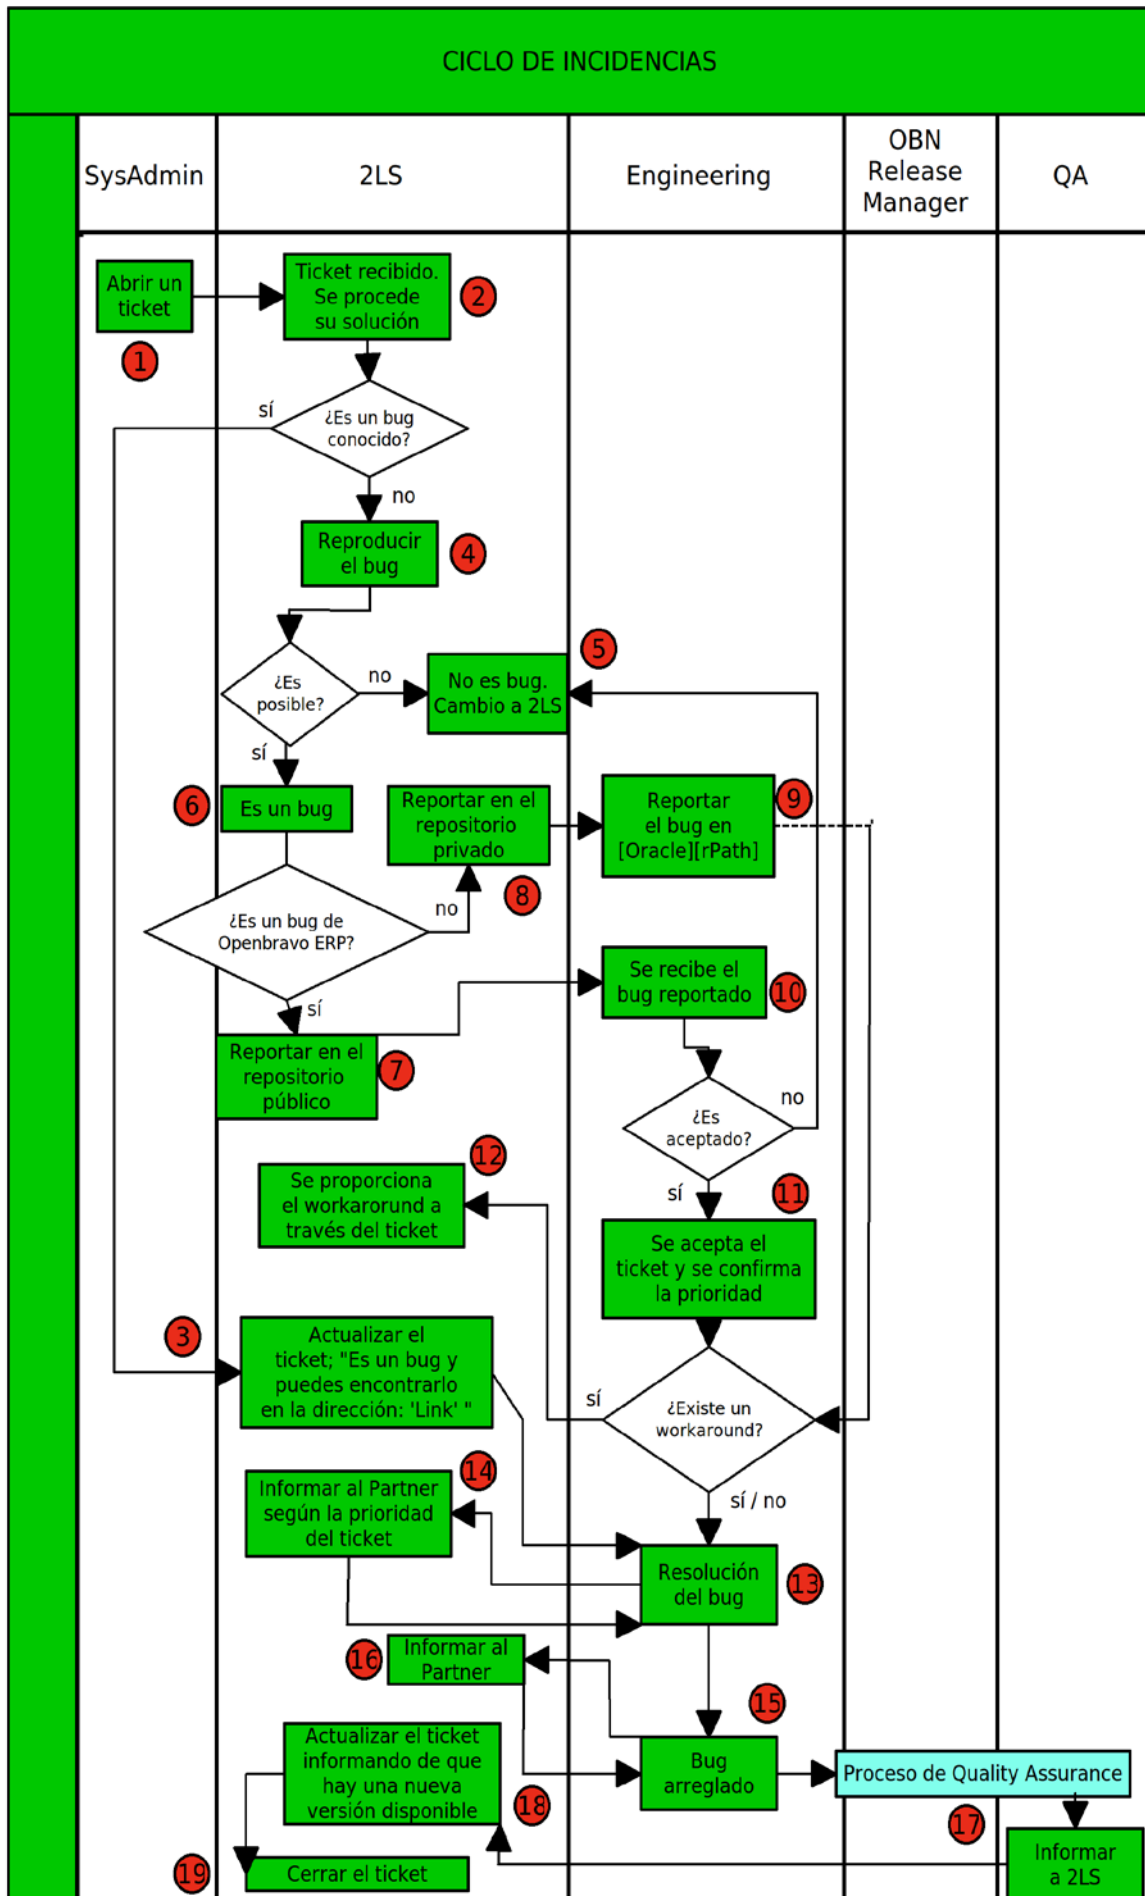 CICLO DE INCIDENCIAS
SysAdmin
2LS
Engineering
OBN
Release
Manager
QA
Abrir un
ticket
1
Ticket recibido.
Se procede
su solución
2
¿Es un bug
conocido?
sí
no
Reproducir
el bug
4
¿Es
posible?
no
sí
No es bug.
Cambio a 2LS
5
6
Es un bug
Reportar en el
repositorio
privado
8
Reportar
el bug en
[Oracle][rPath]
9
¿Es un bug de
Openbravo ERP?
no
sí
Reportar en el
repositorio
público
7
Se recibe el
bug reportado
10
¿Es
aceptado?
no
sí
11
Se acepta el
ticket y se confirma
la prioridad
12
Se proporciona
el workarorund a
través del ticket
3
Actualizar el
ticket; "Es un bug y
puedes encontrarlo
en la dirección: 'Link' "
¿Existe un
workaround?
sí
sí / no
14
Informar al Partner
según la prioridad
del ticket
Resolución
del bug
13
16
Informar al
Partner
15
Bug
arreglado
Proceso de Quality Assurance
17
Informar
a 2LS
Actualizar el ticket
informando de que
hay una nueva
versión disponible
18
19
Cerrar el ticket